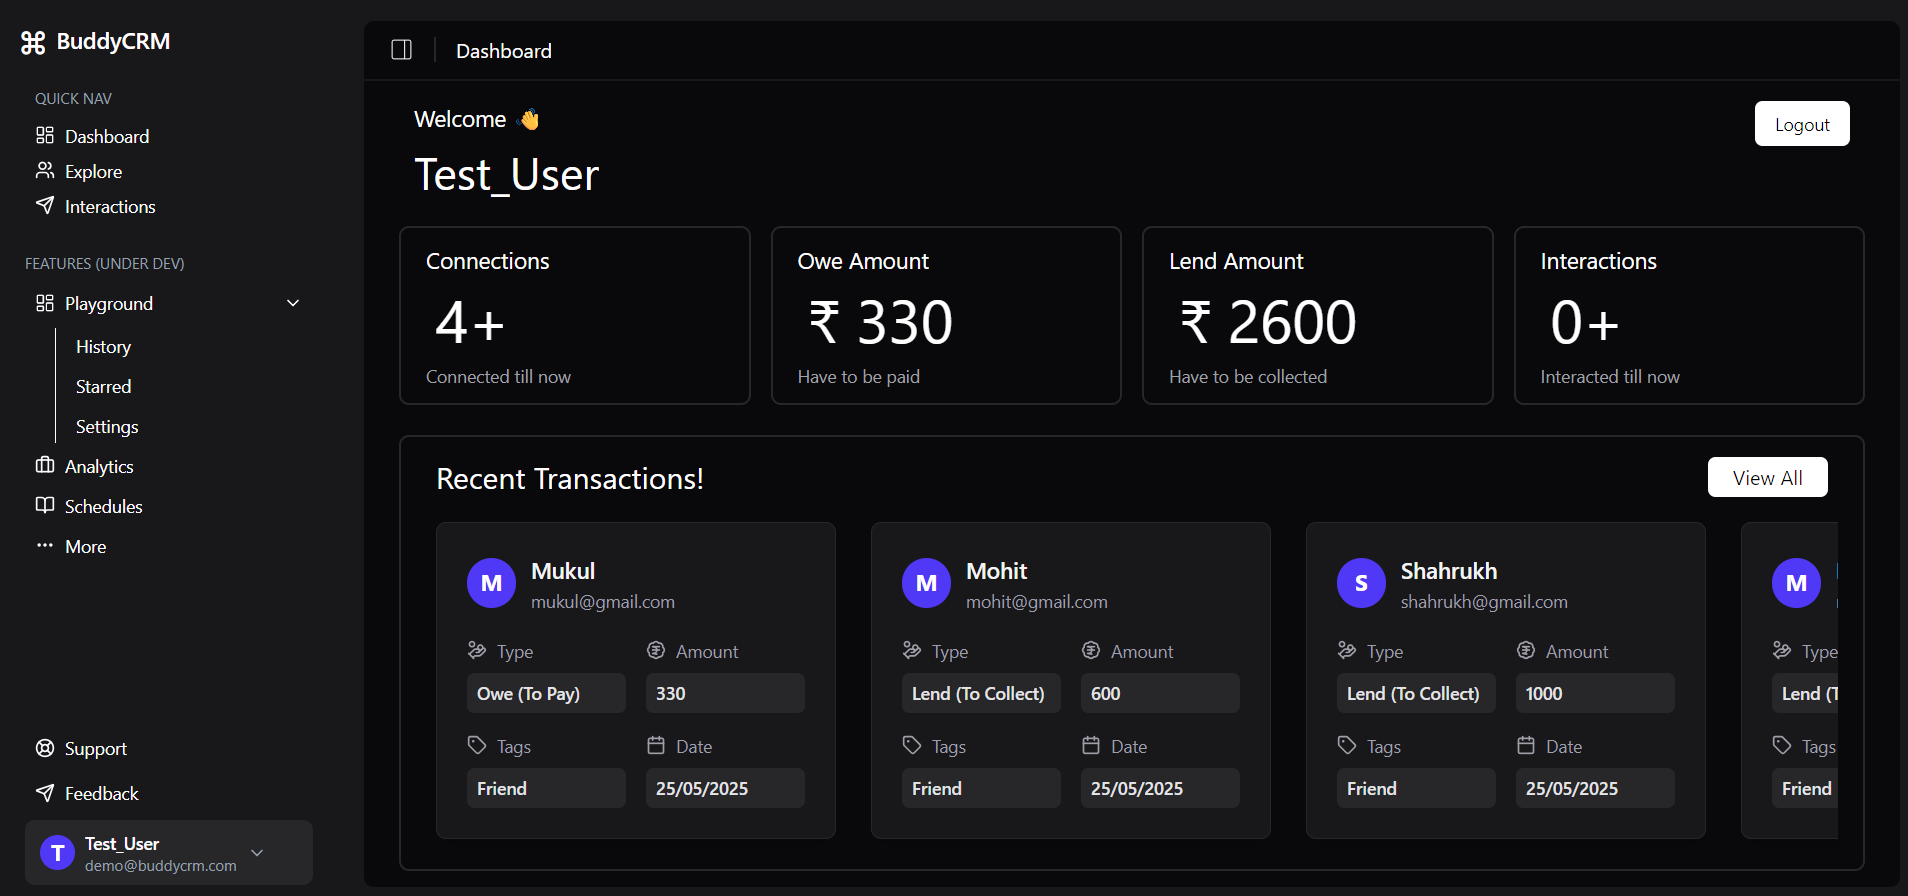 BuddyCRM
QUICK NAV
Dashboard
Explore
Interactions
FEATURES (UNDER DEV)
Playground
History
Starred
Settings
Analytics
Schedules
More
Support
Feedback
T
Test_User
demo@buddycrm.com
Dashboard
Welcome 👋
Test_User
Logout
Connections
4+
Connected till now
Owe Amount
₹ 330
Have to be paid
Lend Amount
₹ 2600
Have to be collected
Interactions
0+
Interacted till now
Recent Transactions!
View All
M
Mukul
mukul@gmail.com
Type
Amount
Owe (To Pay)
330
Tags
Date
Friend
25/05/2025
M
Mohit
mohit@gmail.com
Type
Amount
Lend (To Collect)
600
Tags
Date
Friend
25/05/2025
S
Shahrukh
shahrukh@gmail.com
Type
Amount
Lend (To Collect)
1000
Tags
Date
Friend
25/05/2025
M
Type
Lend (T
Tags
Friend